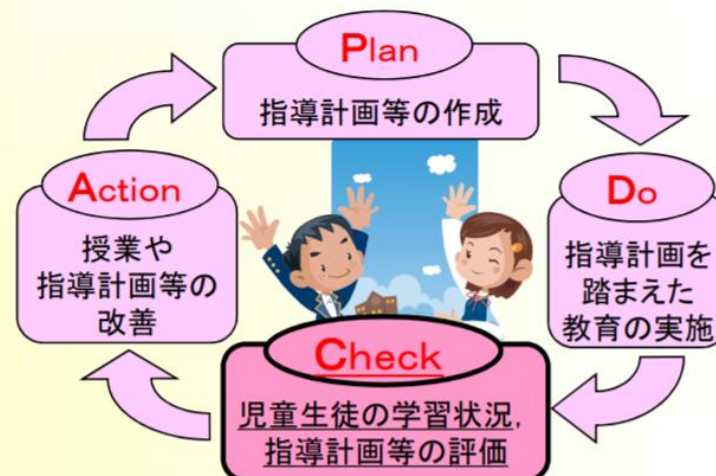 Plan
指導計画等の作成
Do
指導計画を
踏まえた
教育の実施
Check
児童生徒の学習状況,
指導計画等の評価
Action
授業や
指導計画等の
改善